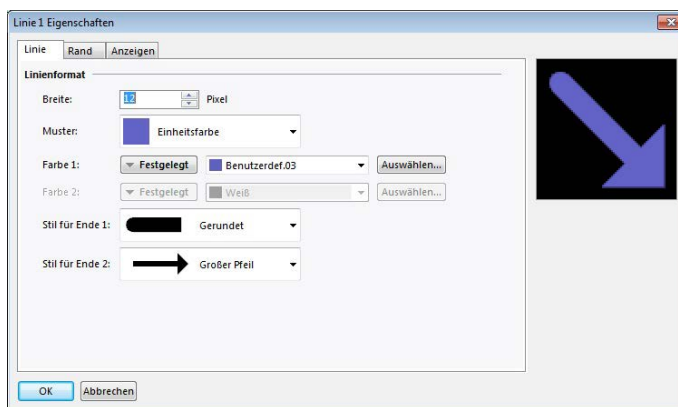 Linie 1 Eigenschaften
Linie Rand Anzeigen
Linienformat
Breite: 12 Pixel
Muster: Einheitsfarbe
Farbe 1: Festgelegt Benutzerdef.03 Auswählen...
Farbe 2: Festgelegt Weiß Auswählen...
Stil für Ende 1: Gerundet
Stil für Ende 2: Großer Pfeil
OK Abbrechen